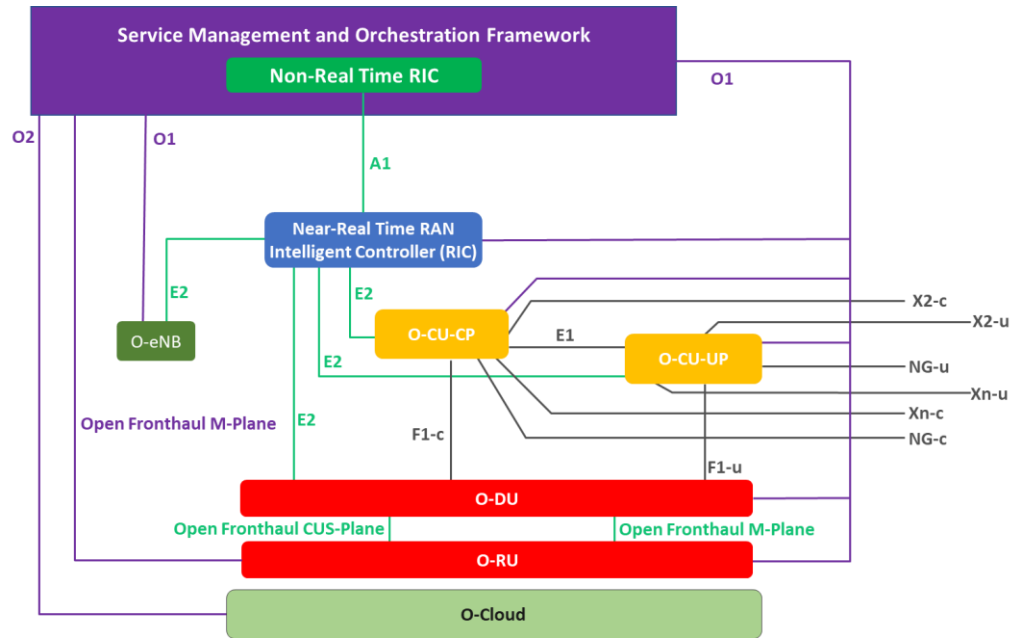 Service Management and Orchestration Framework
Non-Real Time RIC
O1
O2
O1
A1
Near-Real Time RAN
Intelligent Controller (RIC)
E2
E2
X2-c
X2-u
O-eNB
O-CU-CP
E1
O-CU-UP
E2
NG-u
Xn-u
Open Fronthaul M-Plane
E2
Xn-c
F1-c
NG-c
F1-u
O-DU
Open Fronthaul CUS-Plane
Open Fronthaul M-Plane
O-RU
O-Cloud